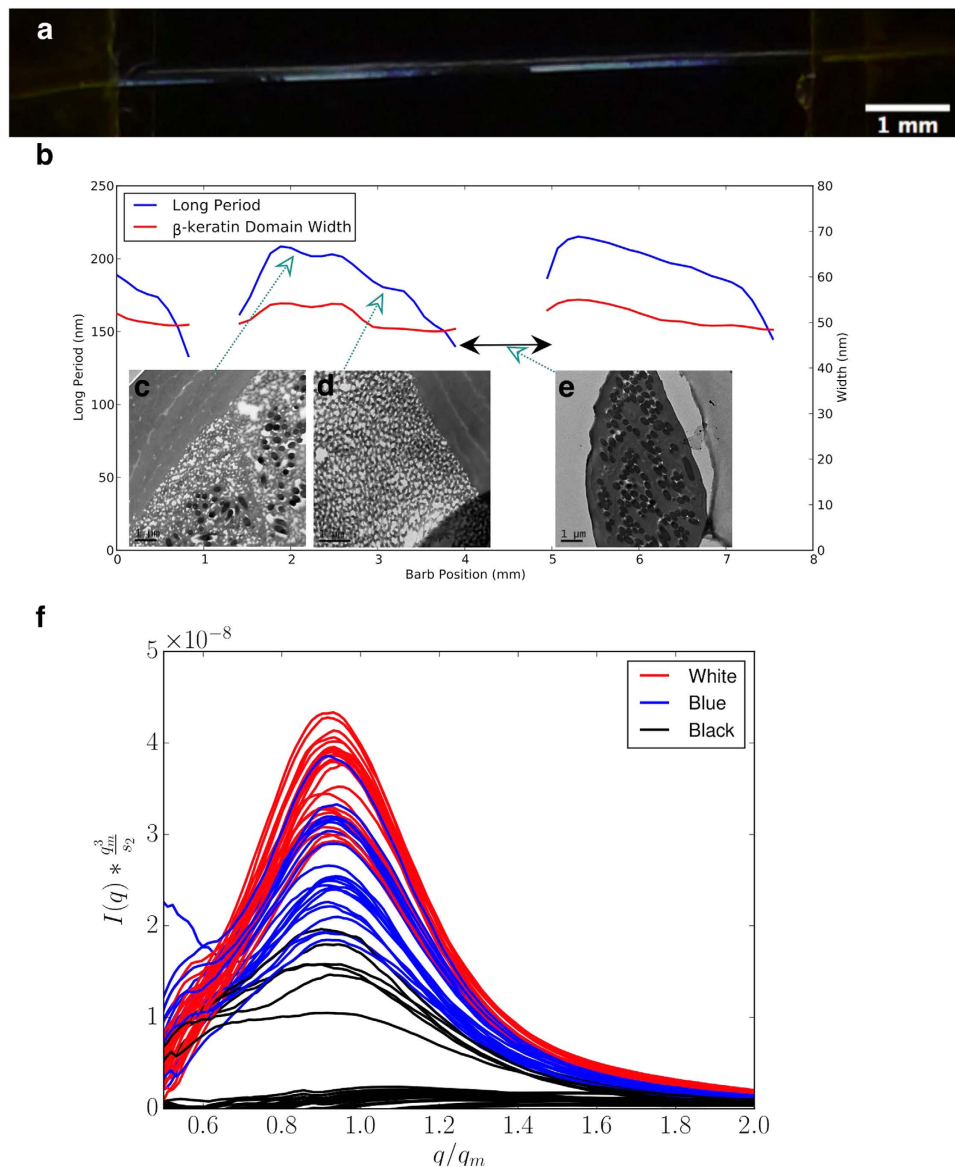 a
1 mm
b
250
200
150
100
50
0
Long Period (nm)
Long Period
β-keratin Domain Width
80
70
60
50
40
30
20
10
0
Width (nm)
c
1 µm
d
e
1 µm
0 1 2 3 4 5 6 7 8
Barb Position (mm)
f
5 ×10⁻⁸
4
3
2
1
0
I(q) * q_m^3/s_2
White
Blue
Black
0.6 0.8 1.0 1.2 1.4 1.6 1.8 2.0
q/q_m